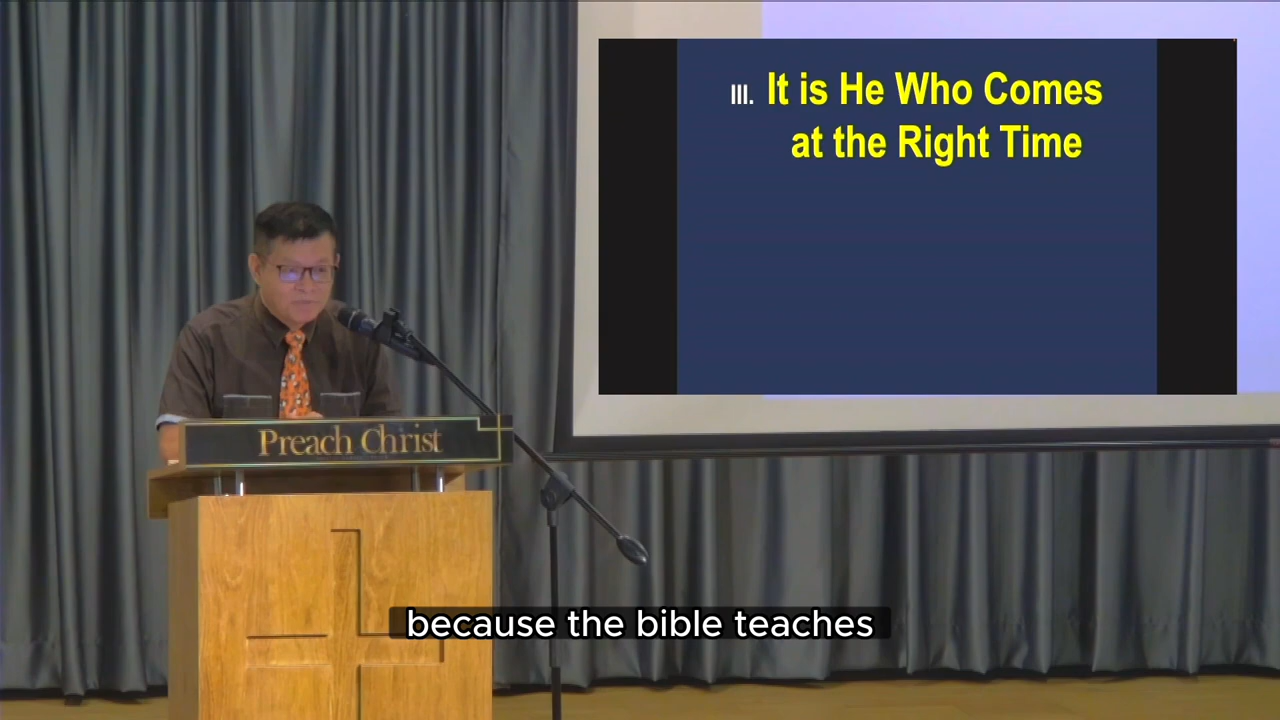 III. It is He Who Comes
at the Right Time
Preach Christ
because the bible teaches